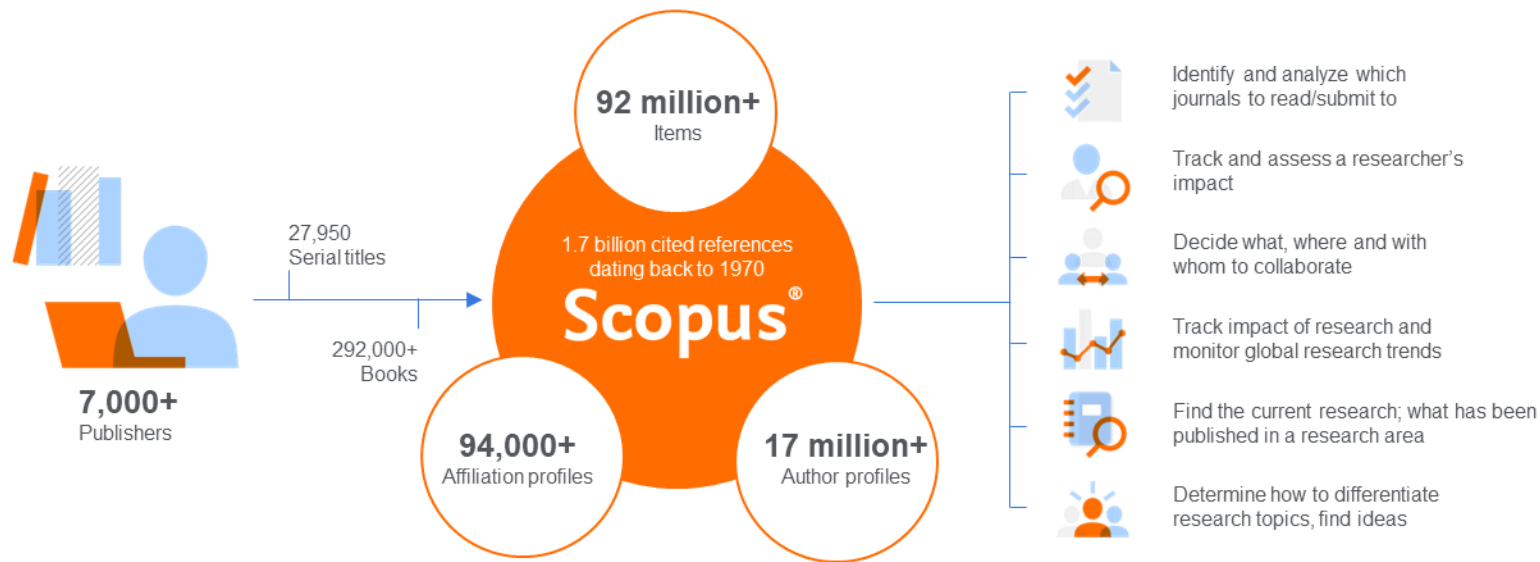 7,000+
Publishers
27,950
Serial titles
292,000+
Books
92 million+
Items
1.7 billion cited references
dating back to 1970
Scopus®
94,000+
Affiliation profiles
17 million+
Author profiles
Identify and analyze which
journals to read/submit to
Track and assess a researcher’s
impact
Decide what, where and with
whom to collaborate
Track impact of research and
monitor global research trends
Find the current research; what has been
published in a research area
Determine how to differentiate
research topics, find ideas